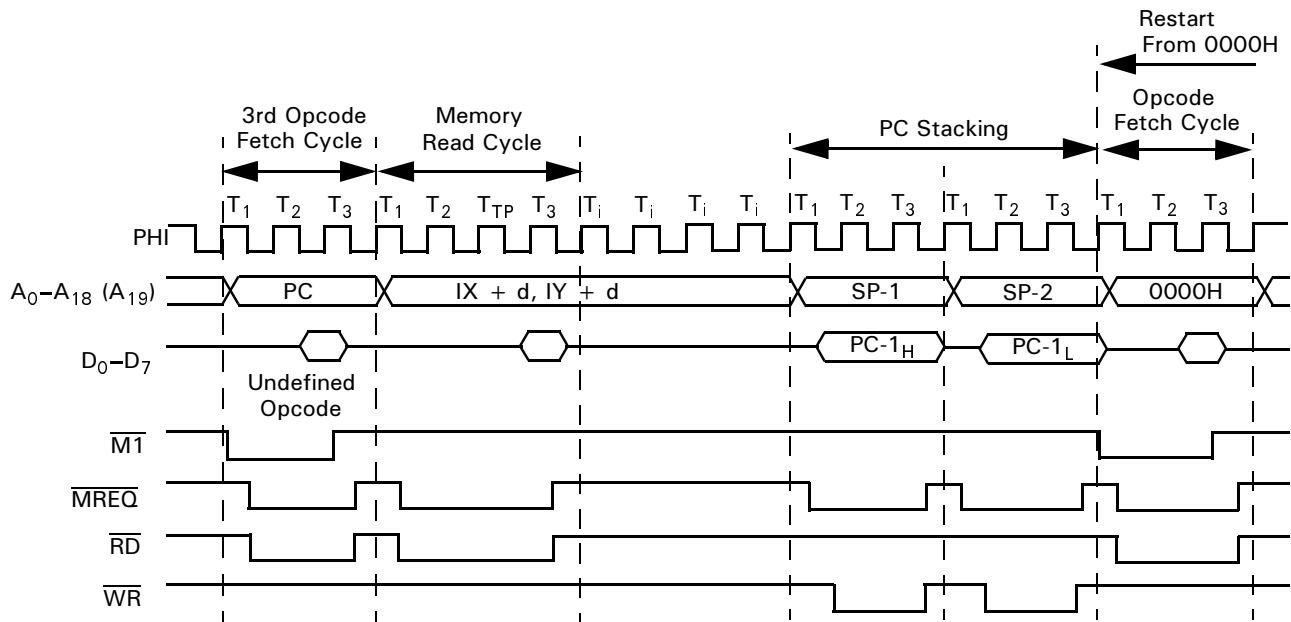 Restart
From 0000H
3rd Opcode
Fetch Cycle
Memory
Read Cycle
PC Stacking
Opcode
Fetch Cycle
T1 T2 T3 T1 T2 TTP T3 Ti Ti Ti Ti T1 T2 T3 T1 T2 T3 T1 T2 T3
PHI
A0–A18 (A19) PC IX + d, IY + d SP-1 SP-2 0000H
D0–D7 PC-1H PC-1L
Undefined
Opcode
M1
MREQ
RD
WR